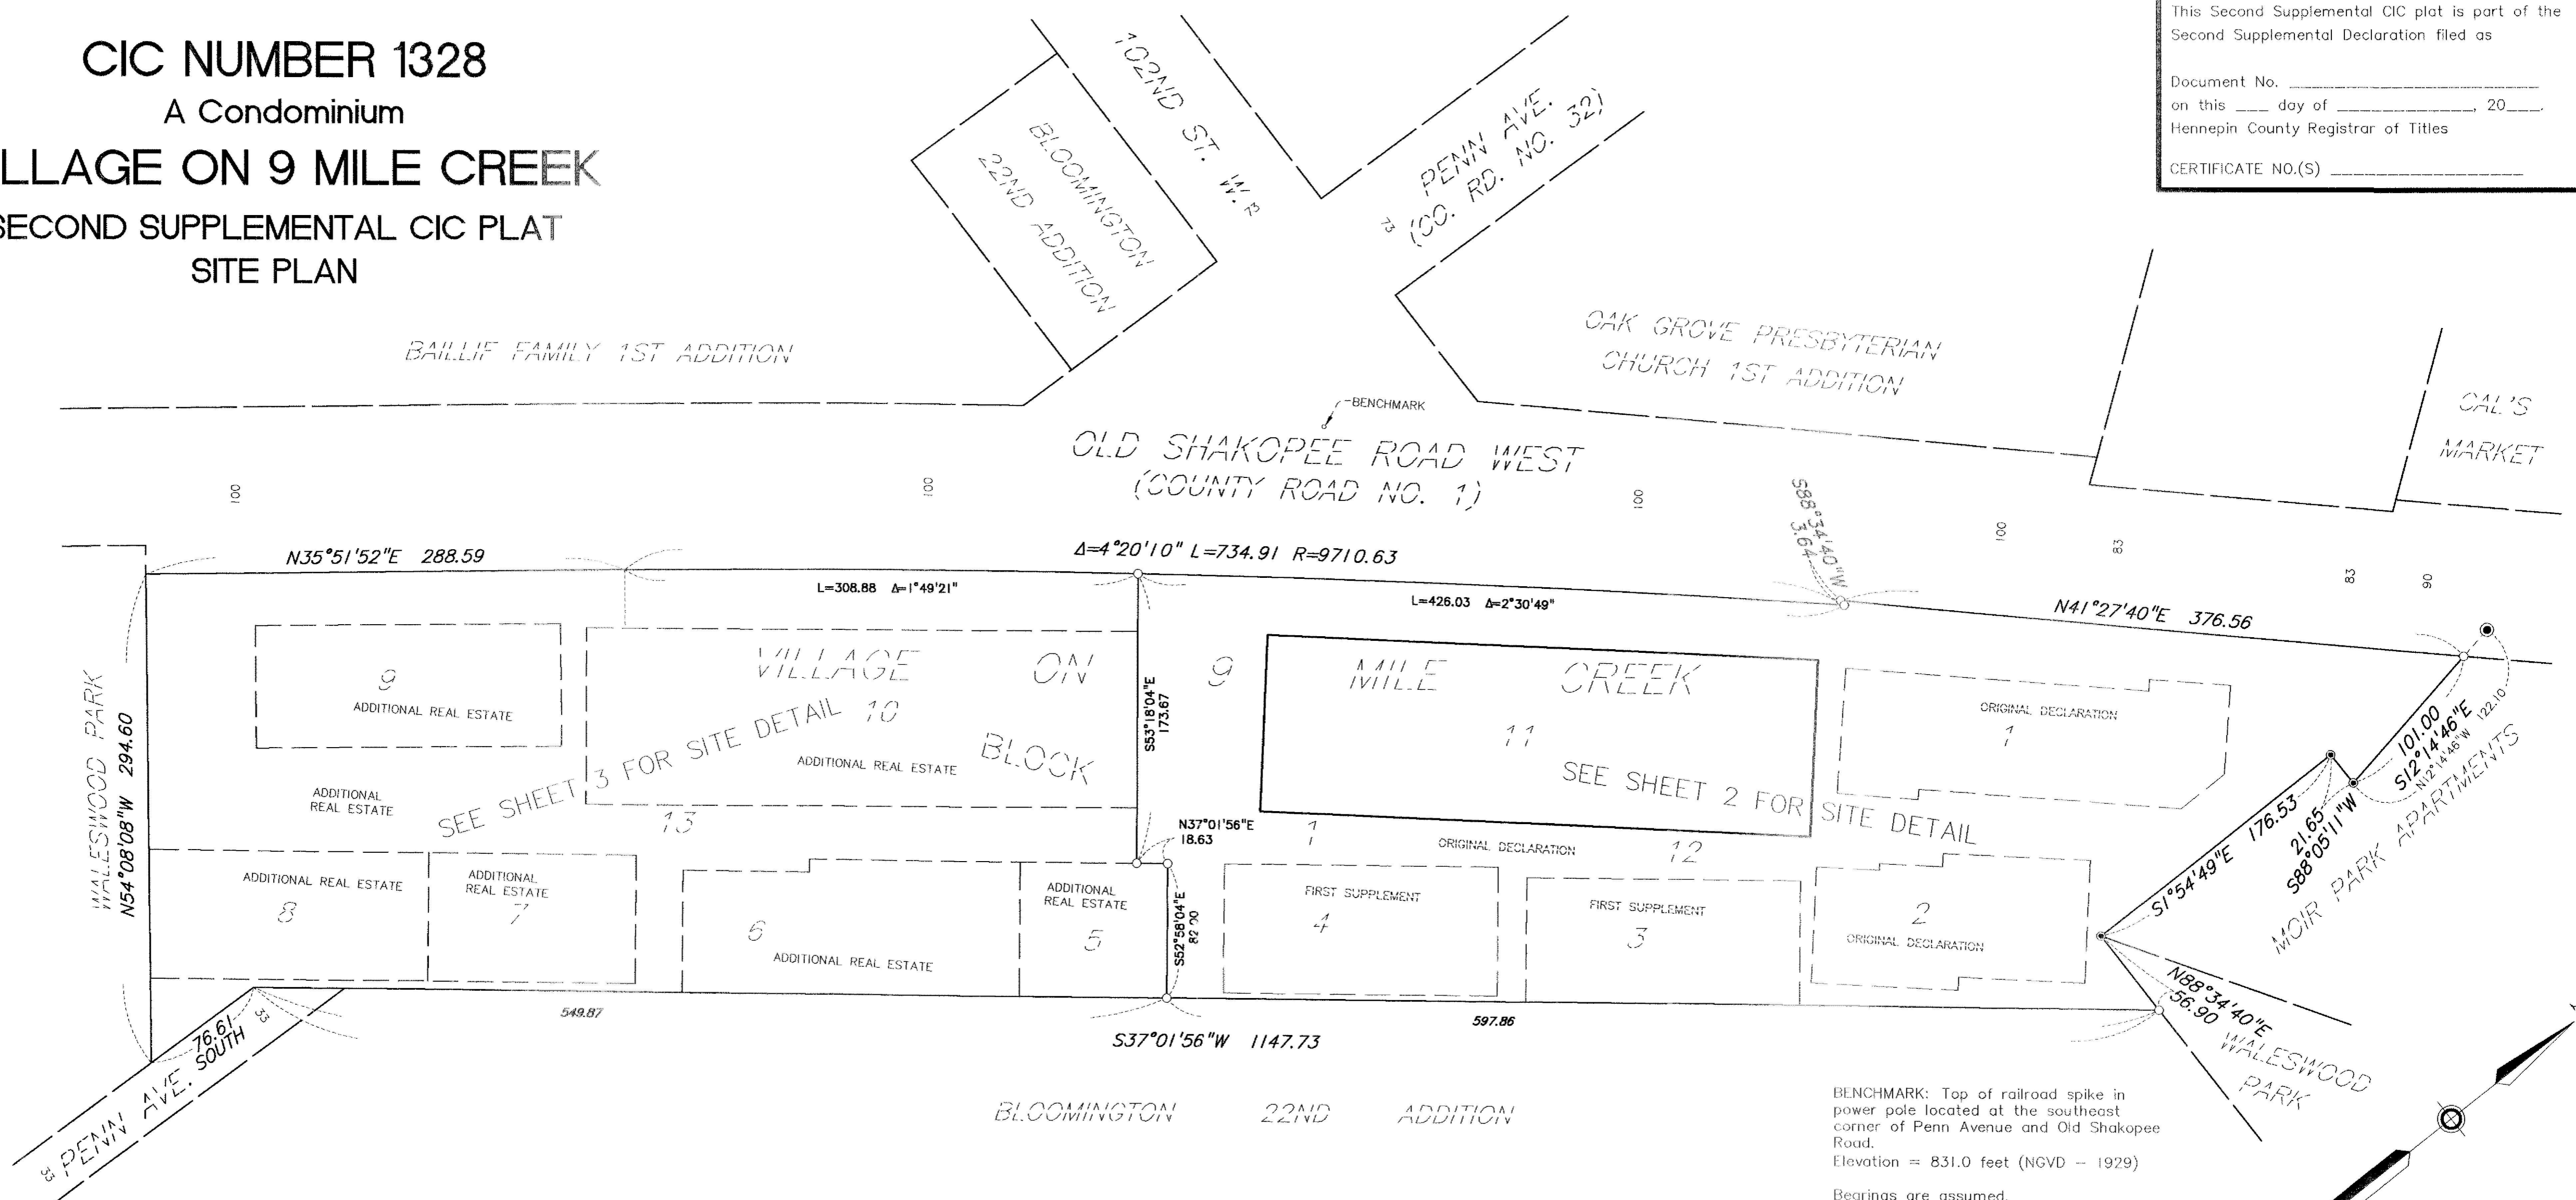 CIC NUMBER 1328
A Condominium
LLAGE ON 9 MILE CREEK
SECOND SUPPLEMENTAL CIC PLAT
SITE PLAN
This Second Supplemental CIC plat is part of the
Second Supplemental Declaration filed as
Document No. ____________________
on this ___ day of ____________, 20___.
Hennepin County Registrar of Titles
CERTIFICATE NO.(S) ________________
102ND ST. W.
73
PENN AVE.
(CO. RD. NO. 32)
73
BLOOMINGTON
22ND ADDITION
BAILLIF FAMILY 1ST ADDITION
OAK GROVE PRESBYTERIAN
CHURCH 1ST ADDITION
CAL'S
MARKET
BENCHMARK
OLD SHAKOPEE ROAD WEST
(COUNTY ROAD NO. 1)
100
100
100
100
83
83
90
S88°34'40"W
3.64
N35°51'52"E 288.59
Δ=4°20'10" L=734.91 R=9710.63
L=308.88 Δ=1°49'21"
L=426.03 Δ=2°30'49"
N41°27'40"E 376.56
WALESWOOD PARK
N54°08'08"W 294.60
VILLAGE ON 9 MILE CREEK
9
ADDITIONAL REAL ESTATE
10
ADDITIONAL REAL ESTATE
BLOCK
SEE SHEET 3 FOR SITE DETAIL
ADDITIONAL
REAL ESTATE
13
S53°18'04"E
173.67
N37°01'56"E
18.63
11
SEE SHEET 2 FOR SITE DETAIL
ORIGINAL DECLARATION
1
1
ORIGINAL DECLARATION
12
ADDITIONAL REAL ESTATE
8
ADDITIONAL
REAL ESTATE
7
6
ADDITIONAL REAL ESTATE
ADDITIONAL
REAL ESTATE
5
S52°58'04"E
82.00
FIRST SUPPLEMENT
4
FIRST SUPPLEMENT
3
2
ORIGINAL DECLARATION
101.00
S12°14'46"E
N12°14'46"W
122.10
S1°54'49"E 176.53
21.65
S88°05'11"W
MOIR PARK APARTMENTS
N88°34'40"E
56.90
WALESWOOD
PARK
76.61
SOUTH
33
PENN AVE.
33
549.87
S37°01'56"W 1147.73
597.86
BLOOMINGTON 22ND ADDITION
BENCHMARK: Top of railroad spike in
power pole located at the southeast
corner of Penn Avenue and Old Shakopee
Road.
Elevation = 831.0 feet (NGVD - 1929)
Bearings are assumed.